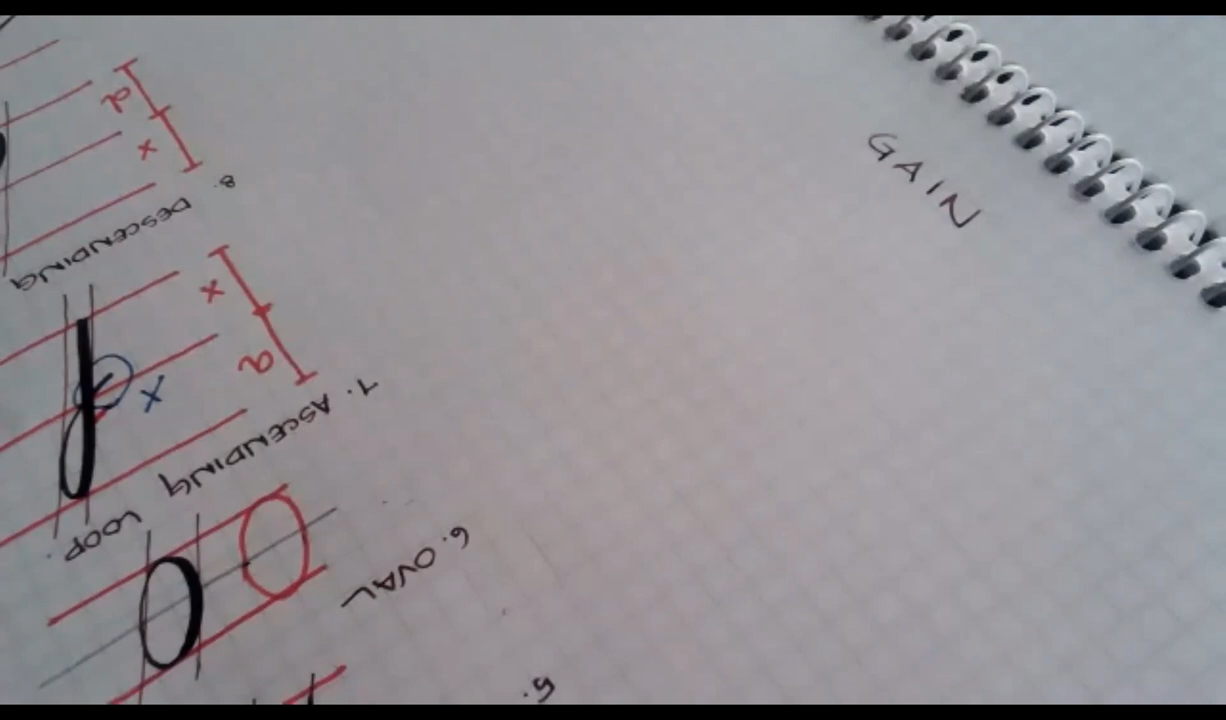 GAIN
5.
6. OVAL
7. ASCENDING
LOOP.
a x
x
8. DESCENDING
x d